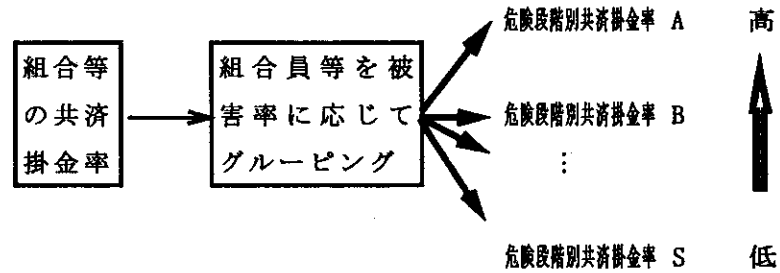 危険段階別共済掛金率 A 高
組合等
の共済
掛金率
組合員等を被
害率に応じて
グルーピング
危険段階別共済掛金率 B
⋮
危険段階別共済掛金率 S 低